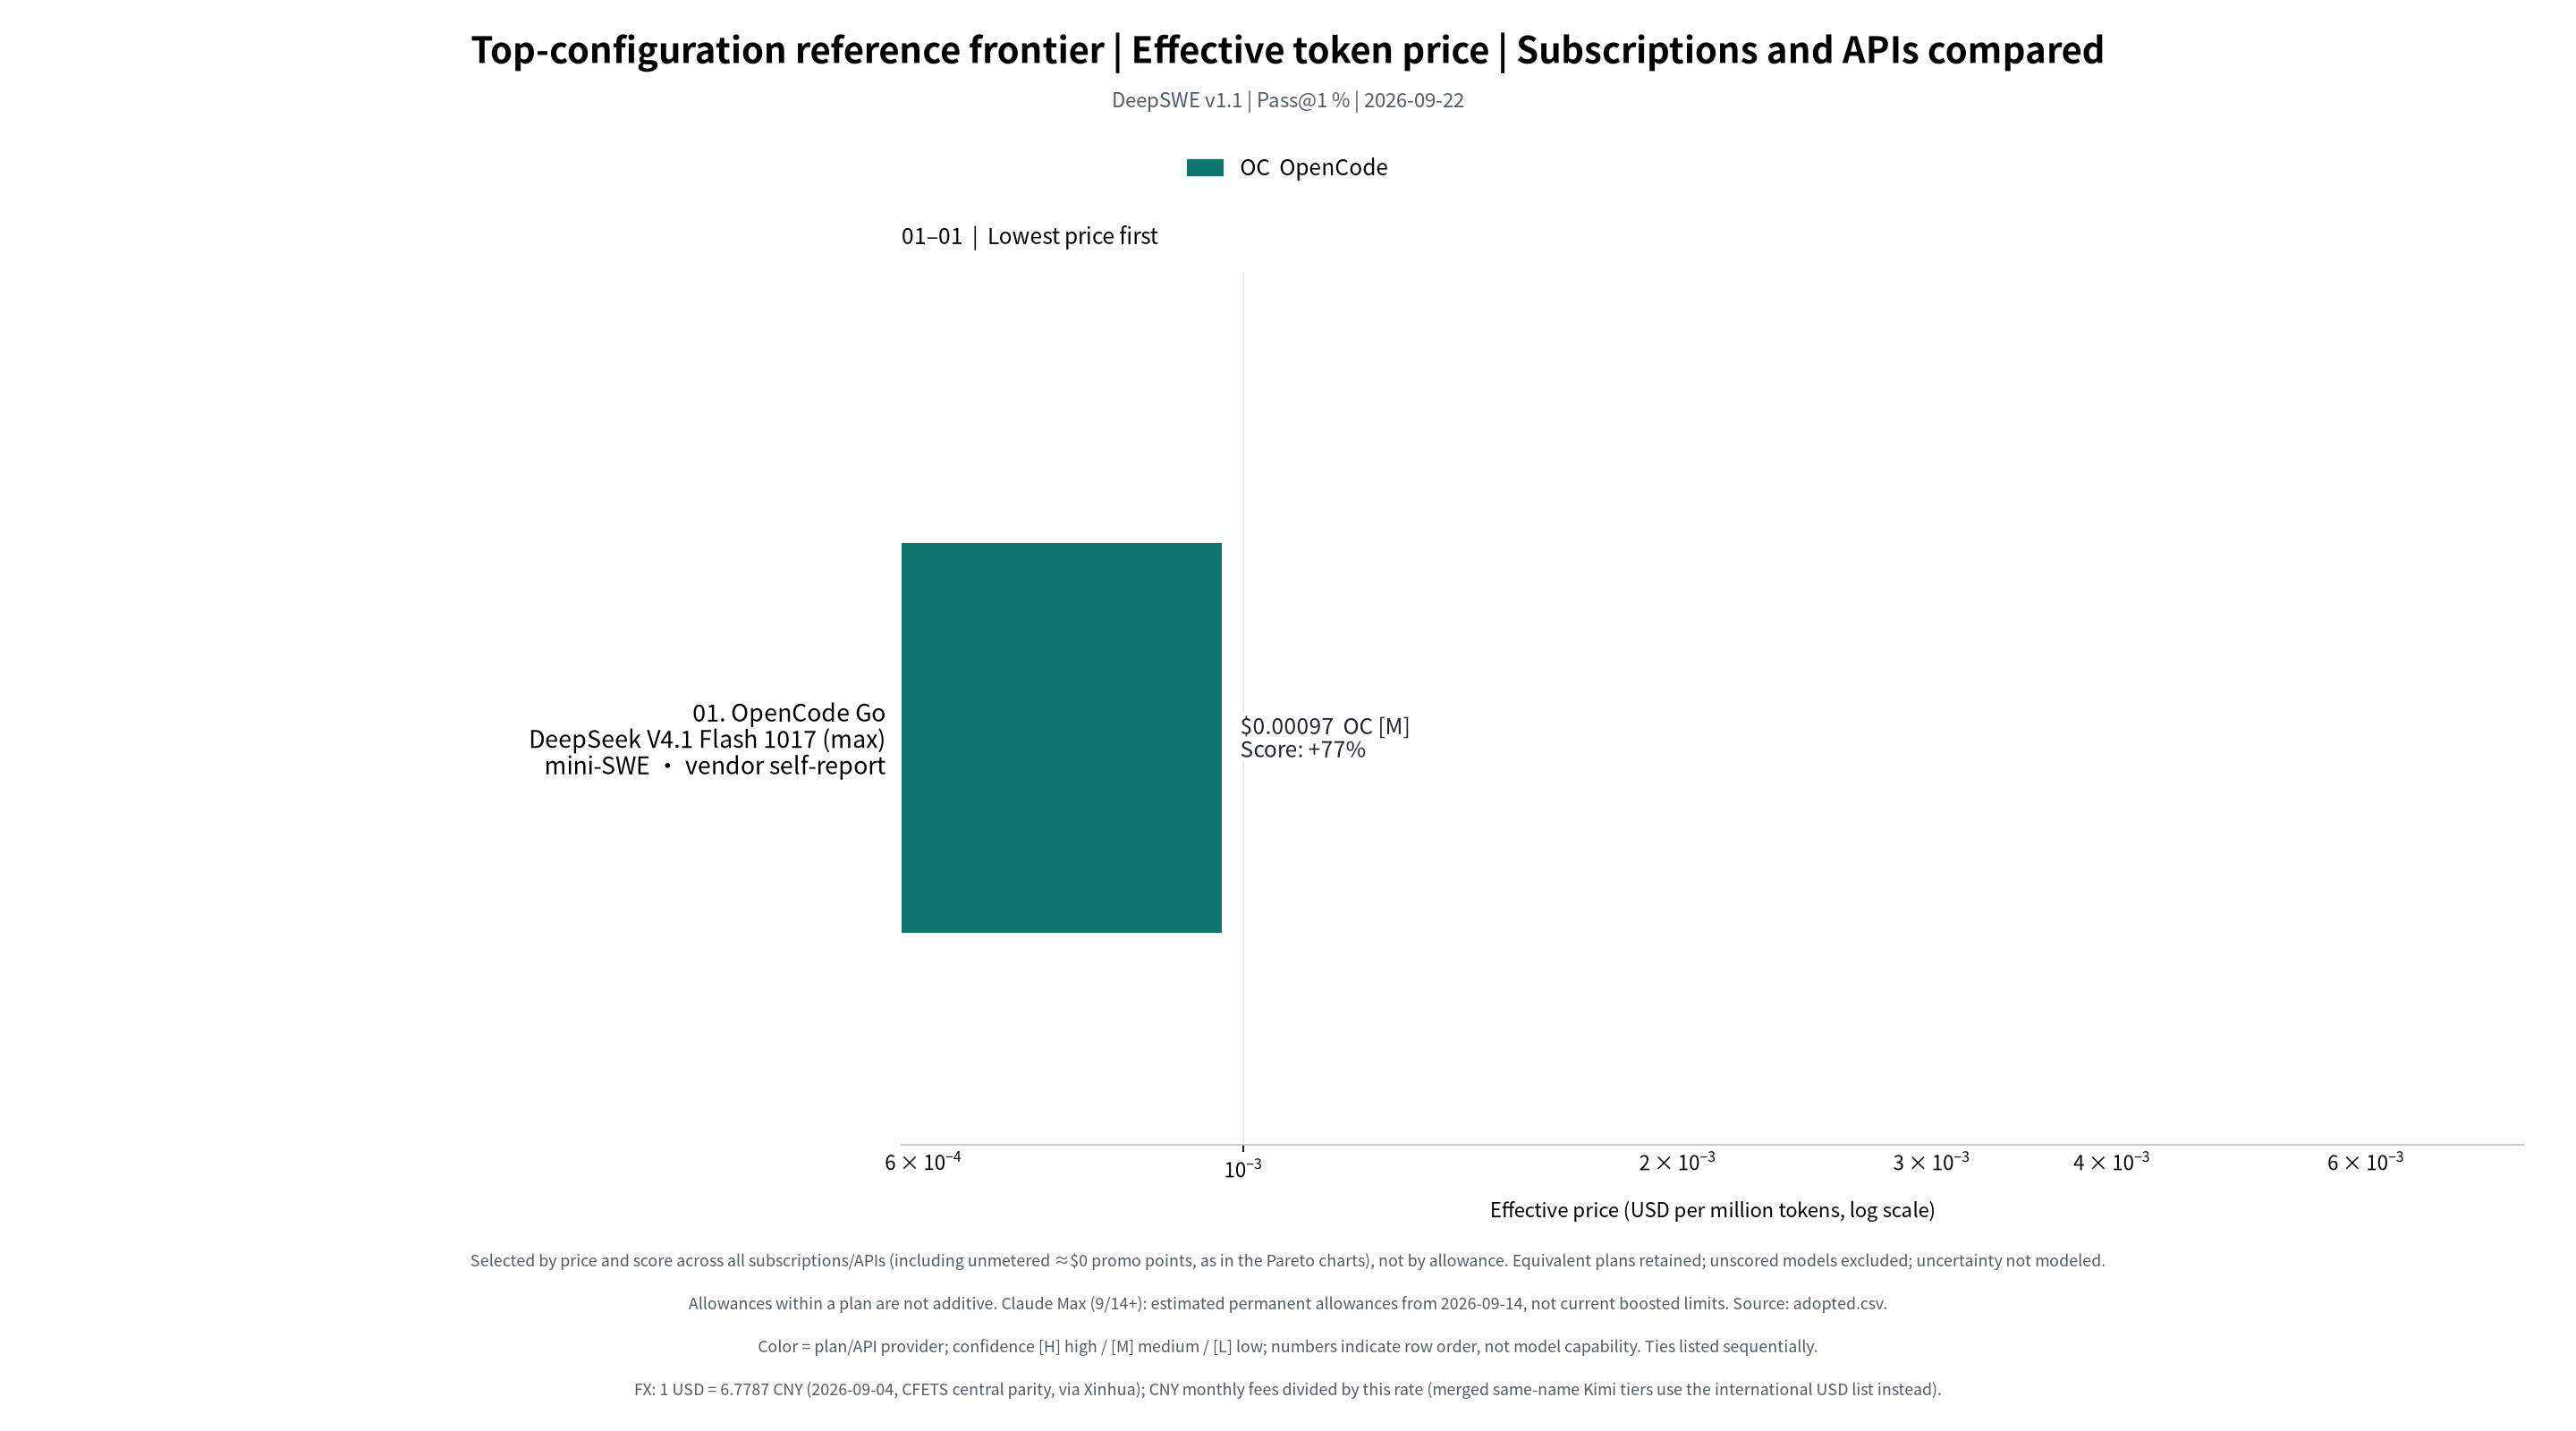 Top-configuration reference frontier | Effective token price | Subscriptions and APIs compared
DeepSWE v1.1 | Pass@1 % | 2026-09-22
OC OpenCode
01–01 | Lowest price first
01. OpenCode Go
DeepSeek V4.1 Flash 1017 (max)
mini-SWE ・ vendor self-report
$0.00097 OC [M]
Score: +77%
6 × 10⁻⁴
10⁻³
2 × 10⁻³
3 × 10⁻³
4 × 10⁻³
6 × 10⁻³
Effective price (USD per million tokens, log scale)
Selected by price and score across all subscriptions/APIs (including unmetered ≈$0 promo points, as in the Pareto charts), not by allowance. Equivalent plans retained; unscored models excluded; uncertainty not modeled.
Allowances within a plan are not additive. Claude Max (9/14+): estimated permanent allowances from 2026-09-14, not current boosted limits. Source: adopted.csv.
Color = plan/API provider; confidence [H] high / [M] medium / [L] low; numbers indicate row order, not model capability. Ties listed sequentially.
FX: 1 USD = 6.7787 CNY (2026-09-04, CFETS central parity, via Xinhua); CNY monthly fees divided by this rate (merged same-name Kimi tiers use the international USD list instead).